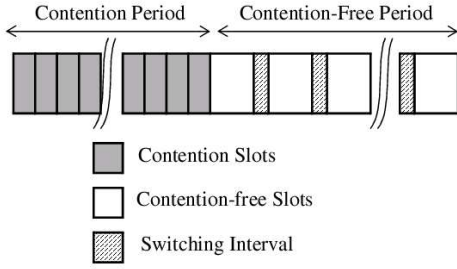 Contention Period
Contention-Free Period
Contention Slots
Contention-free Slots
Switching Interval